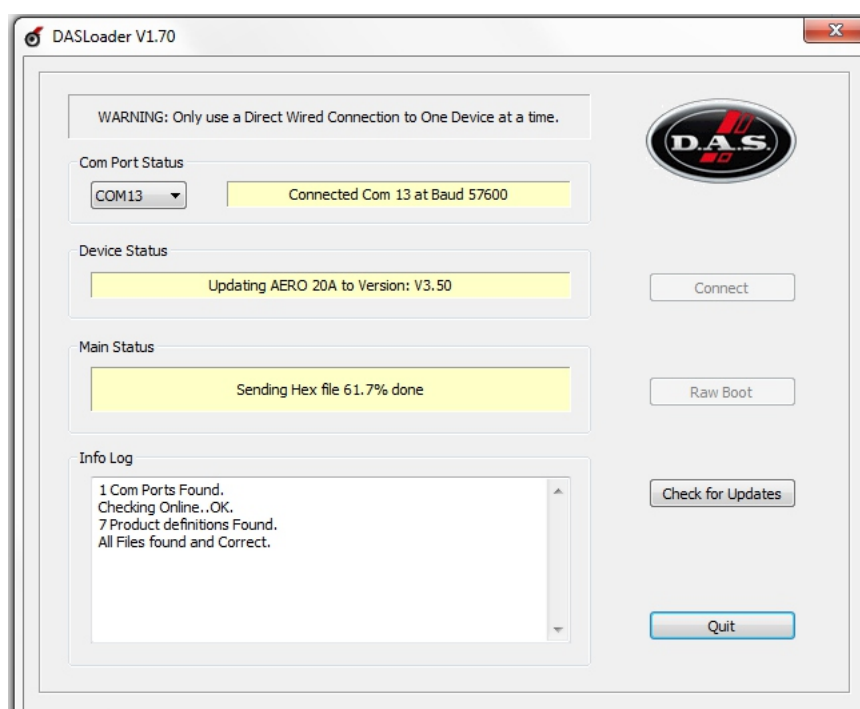 DASLoader V1.70
WARNING: Only use a Direct Wired Connection to One Device at a time.
D.A.S.
Com Port Status
COM13
Connected Com 13 at Baud 57600
Device Status
Updating AERO 20A to Version: V3.50
Connect
Main Status
Sending Hex file 61.7% done
Raw Boot
Info Log
1 Com Ports Found.
Checking Online..OK.
7 Product definitions Found.
All Files found and Correct.
Check for Updates
Quit